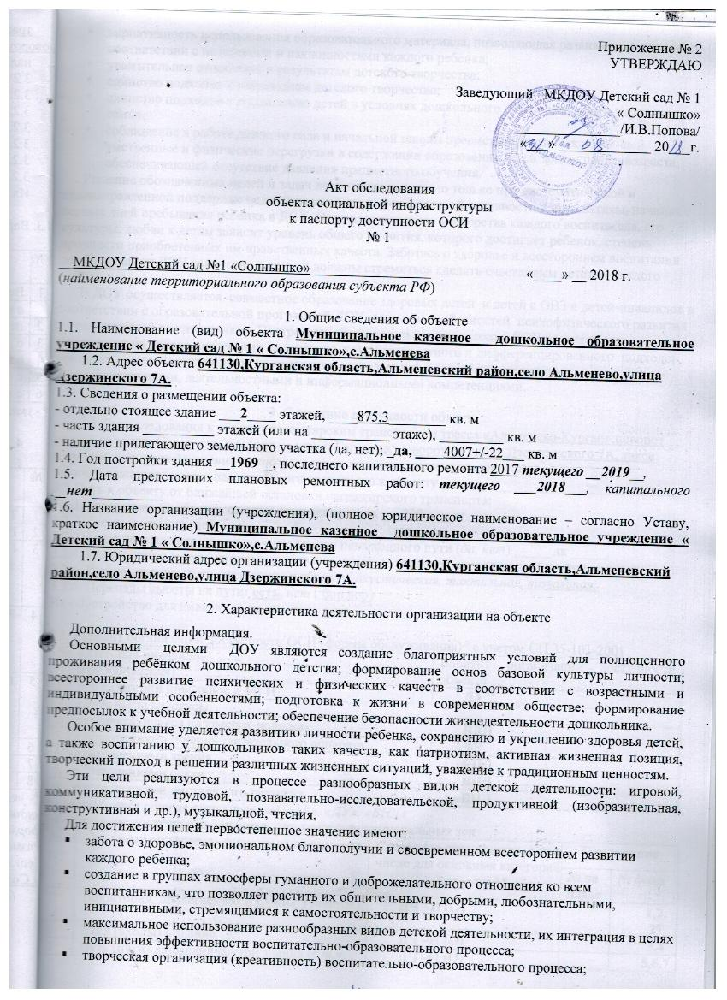 Приложение № 2
УТВЕРЖДАЮ
Заведующий МКДОУ Детский сад № 1
« Солнышко»
/И.В.Попова/
«31» 08 2018 г.
Акт обследования
объекта социальной инфраструктуры
к паспорту доступности ОСИ
№ 1
МКДОУ Детский сад №1 «Солнышко» «____» __ 2018 г.
(наименование территориального образования субъекта РФ)
1. Общие сведения об объекте
1.1. Наименование (вид) объекта Муниципальное казенное дошкольное образовательное
учреждение « Детский сад № 1 « Солнышко»,с.Альменева
1.2. Адрес объекта 641130,Курганская область,Альменевский район,село Альменево,улица
Дзержинского 7А.
1.3. Сведения о размещении объекта:
- отдельно стоящее здание ___2____ этажей, ____875,3________ кв. м
- часть здания __________ этажей (или на ___________ этаже), _________ кв. м
- наличие прилегающего земельного участка (да, нет); _да, ____4007+/-22___ кв. м
1.4. Год постройки здания __1969__, последнего капитального ремонта 2017 текущего __2019__,
1.5. Дата предстоящих плановых ремонтных работ: текущего ___2018___, капитального
__нет__________
1.6. Название организации (учреждения), (полное юридическое наименование – согласно Уставу,
краткое наименование) Муниципальное казенное дошкольное образовательное учреждение «
Детский сад № 1 « Солнышко»,с.Альменева
1.7. Юридический адрес организации (учреждения) 641130,Курганская область,Альменевский
район,село Альменево,улица Дзержинского 7А.
2. Характеристика деятельности организации на объекте
Дополнительная информация.
Основными целями ДОУ являются создание благоприятных условий для полноценного
проживания ребёнком дошкольного детства; формирование основ базовой культуры личности;
всестороннее развитие психических и физических качеств в соответствии с возрастными и
индивидуальными особенностями; подготовка к жизни в современном обществе; формирование
предпосылок к учебной деятельности; обеспечение безопасности жизнедеятельности дошкольника.
Особое внимание уделяется развитию личности ребенка, сохранению и укреплению здоровья детей,
а также воспитанию у дошкольников таких качеств, как патриотизм, активная жизненная позиция,
творческий подход в решении различных жизненных ситуаций, уважение к традиционным ценностям.
Эти цели реализуются в процессе разнообразных видов детской деятельности: игровой,
коммуникативной, трудовой, познавательно-исследовательской, продуктивной (изобразительная,
конструктивная и др.), музыкальной, чтения.
Для достижения целей первостепенное значение имеют:
▪ забота о здоровье, эмоциональном благополучии и своевременном всестороннем развитии
каждого ребенка;
▪ создание в группах атмосферы гуманного и доброжелательного отношения ко всем
воспитанникам, что позволяет растить их общительными, добрыми, любознательными,
инициативными, стремящимися к самостоятельности и творчеству;
▪ максимальное использование разнообразных видов детской деятельности, их интеграция в целях
повышения эффективности воспитательно-образовательного процесса;
▪ творческая организация (креативность) воспитательно-образовательного процесса;